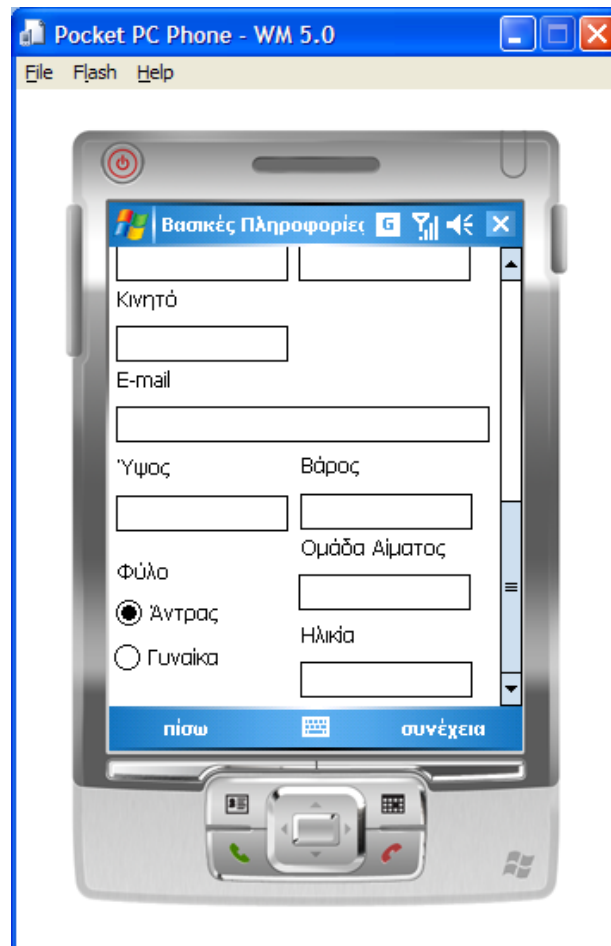 Pocket PC Phone - WM 5.0
File Flash Help
Βασικές Πληροφορίες G
Κινητό
E-mail
Ύψος Βάρος
Ομάδα Αίματος
Φύλο
Άντρας
Ηλικία
Γυναίκα
πίσω συνέχεια